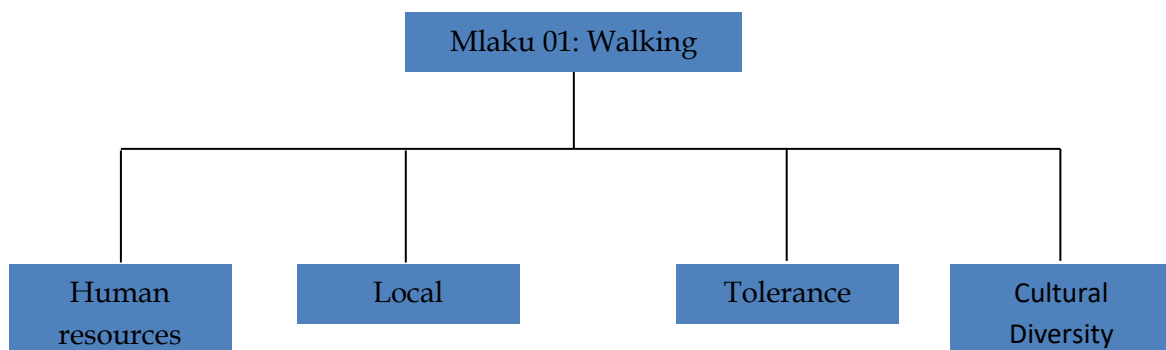 Mlaku 01: Walking
Human
resources
Local
Tolerance
Cultural
Diversity